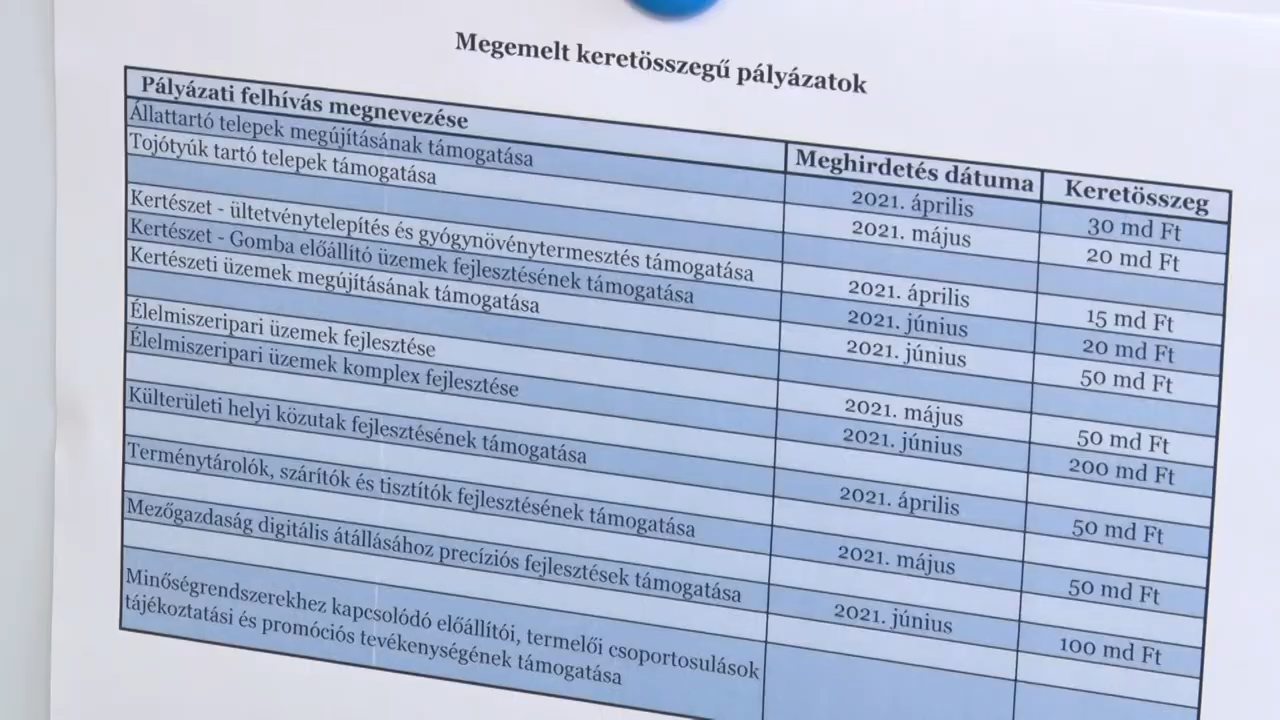 Megemelt keretösszegű pályázatok
Pályázati felhívás megnevezése Meghirdetés dátuma Keretösszeg
Állattartó telepek megújításának támogatása 2021. április 30 md Ft
Tojótyúk tartó telepek támogatása 2021. május 20 md Ft
Kertészet - ültetvénytelepítés és gyógynövénytermesztés támogatása 2021. április 15 md Ft
Kertészet - Gomba előállító üzemek fejlesztésének támogatása 2021. június 20 md Ft
Kertészeti üzemek megújításának támogatása 2021. június 50 md Ft
Élelmiszeripari üzemek fejlesztése 2021. május 50 md Ft
Élelmiszeripari üzemek komplex fejlesztése 2021. június 200 md Ft
Külterületi helyi közutak fejlesztésének támogatása 2021. április 50 md Ft
Terménytárolók, szárítók és tisztítók fejlesztésének támogatása 2021. május 50 md Ft
Mezőgazdaság digitális átállásához precíziós fejlesztések támogatása 2021. június 100 md Ft
Minőségrendszerekhez kapcsolódó előállítói, termelői csoportosulások
tájékoztatási és promóciós tevékenységének támogatása